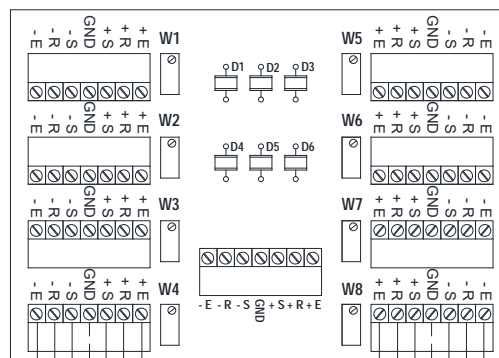 - E - R - S GND + S + R + E
W1
D1 D2 D3
W5
+ E + R + S GND - S - R - E
- E - R - S GND + S + R + E
W2
D4 D5 D6
W6
+ E + R + S GND - S - R - E
- E - R - S GND + S + R + E
W3
W7
+ E + R + S GND - S - R - E
- E - R - S GND + S + R + E
W4
- E - R - S GND + S + R + E
W8
+ E + R + S GND - S - R - E